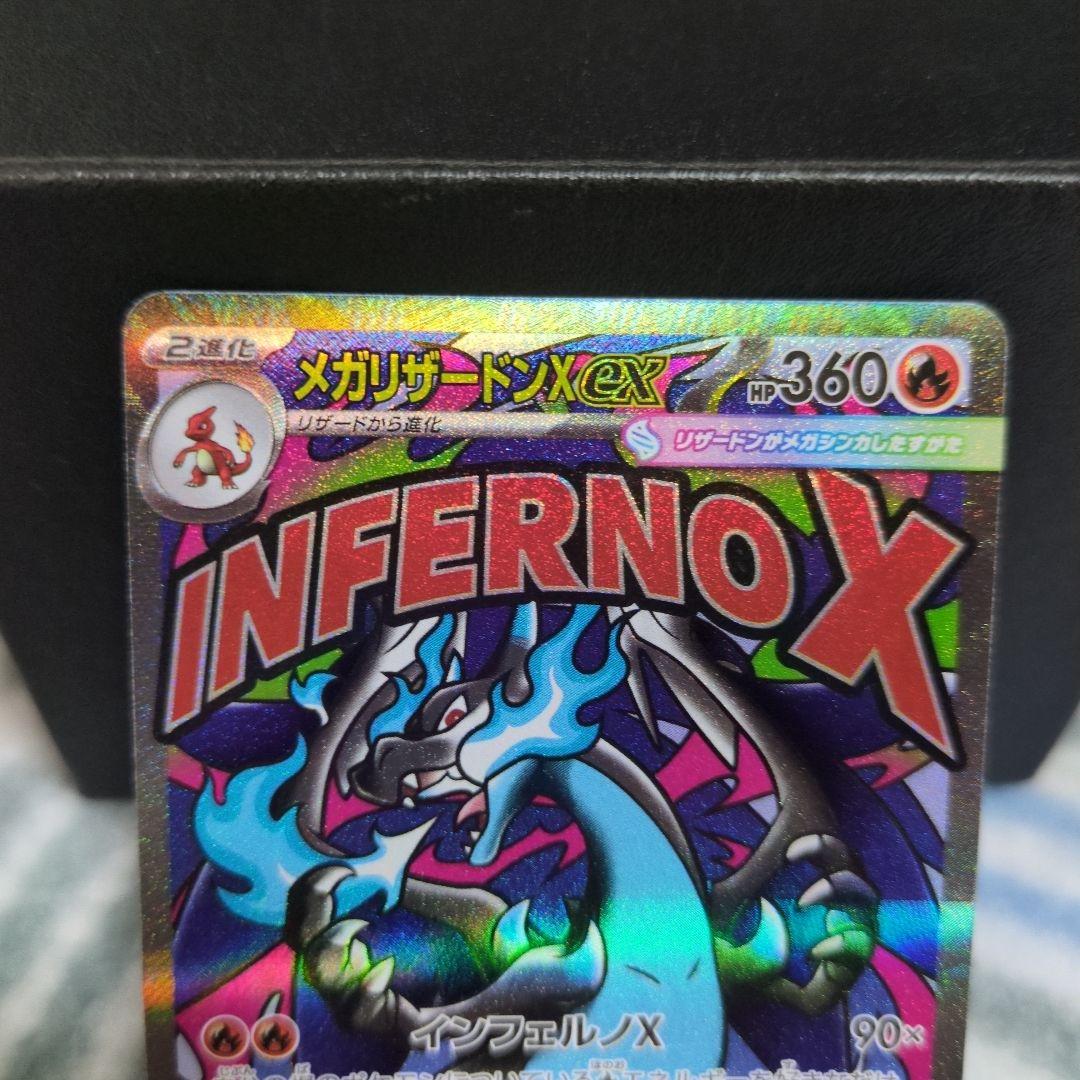 2進化
メガリザードンXex
HP360
リザードから進化
リザードンがメガシンカしたすがた
INFERNO X
インフェルノX 90×